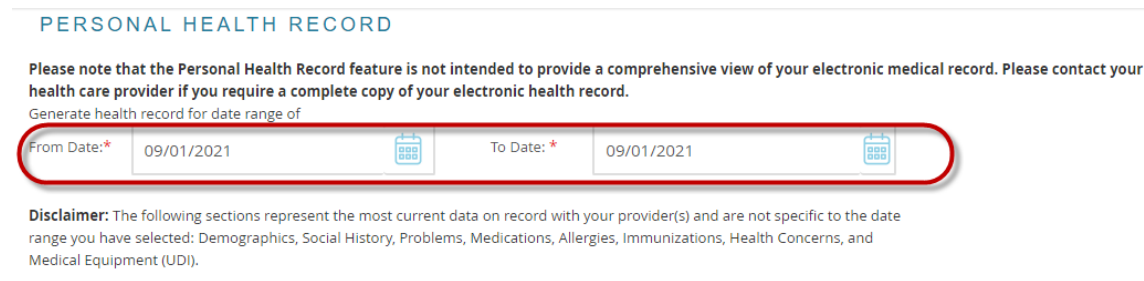 PERSONAL HEALTH RECORD
Please note that the Personal Health Record feature is not intended to provide a comprehensive view of your electronic medical record. Please contact your
health care provider if you require a complete copy of your electronic health record.
Generate health record for date range of
From Date:* 09/01/2021 To Date: * 09/01/2021
Disclaimer: The following sections represent the most current data on record with your provider(s) and are not specific to the date
range you have selected: Demographics, Social History, Problems, Medications, Allergies, Immunizations, Health Concerns, and
Medical Equipment (UDI).